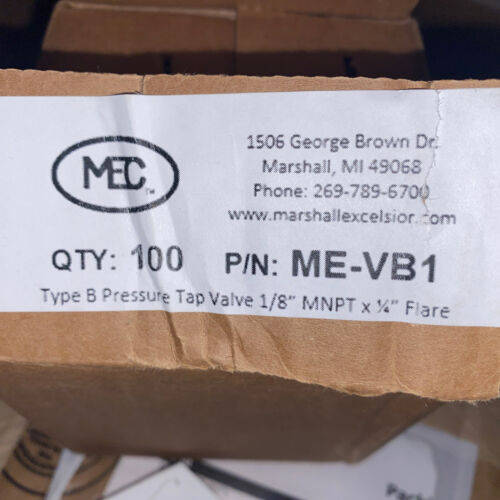 MEC™
1506 George Brown Dr.
Marshall, MI 49068
Phone: 269-789-6700
www.marshallexcelsior.com
QTY: 100 P/N: ME-VB1
Type B Pressure Tap Valve 1/8" MNPT x ¼" Flare